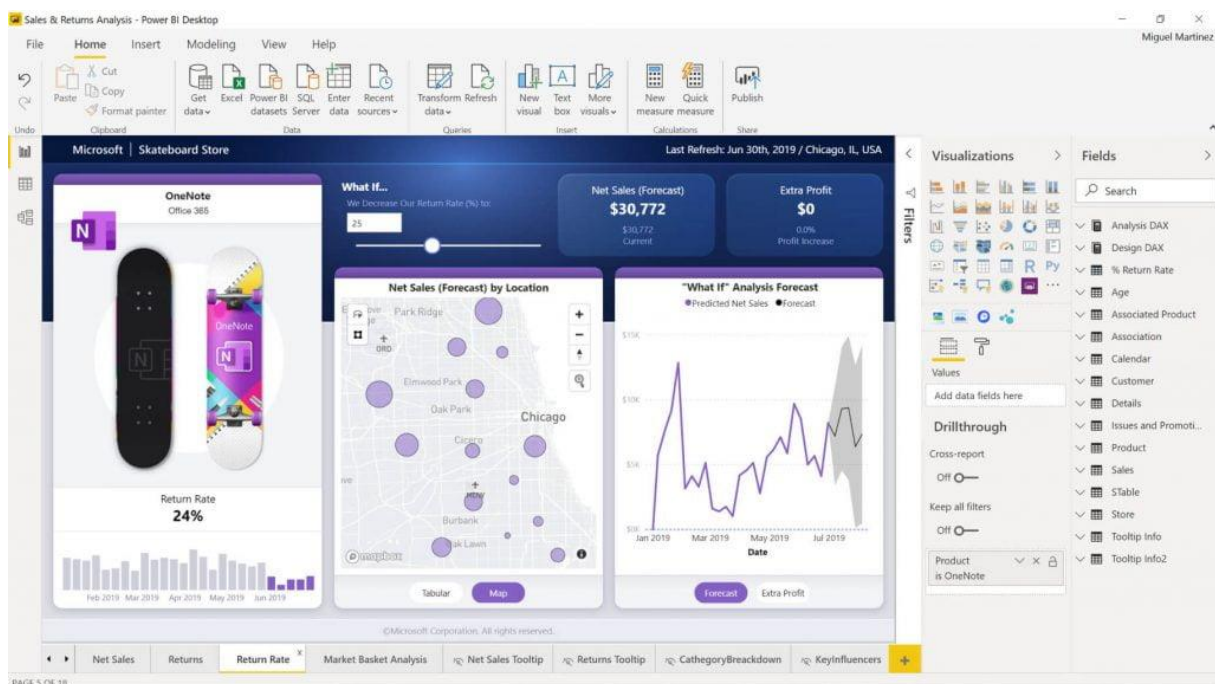 Sales & Returns Analysis - Power BI Desktop
Miguel Martinez
File Home Insert Modeling View Help
Paste
Cut
Copy
Format painter
Get data
Excel
Power BI datasets
SQL Server
Enter data
Recent sources
Transform data
Refresh
New visual
Text box
More visuals
New measure
Quick measure
Publish
Undo
Clipboard
Data
Queries
Insert
Calculations
Share
Microsoft | Skateboard Store
Last Refresh: Jun 30th, 2019 / Chicago, IL, USA
OneNote
Office 365
N
OneNote
N
N
Return Rate
24%
Feb 2019 Mar 2019 Apr 2019 May 2019 Jun 2019
What If...
We Decrease Our Return Rate (%) to:
25
Net Sales (Forecast)
$30,772
$30,772
Current
Extra Profit
$0
0.0%
Profit Increase
Net Sales (Forecast) by Location
Park Ridge
ORD
Elmwood Park
Oak Park
Chicago
Cicero
MDW
Burbank
Oak Lawn
mapbox
Tabular
Map
"What If" Analysis Forecast
Predicted Net Sales Forecast
$15K
$10K
$5K
$0K
Jan 2019 Mar 2019 May 2019 Jul 2019
Date
Forecast
Extra Profit
©Microsoft Corporation. All rights reserved.
Filters
Visualizations
R Py
Values
Add data fields here
Drillthrough
Cross-report
Off
Keep all filters
Off
Product
is OneNote
Fields
Search
Analysis DAX
Design DAX
% Return Rate
Age
Associated Product
Association
Calendar
Customer
Details
Issues and Promoti...
Product
Sales
STable
Store
Tooltip Info
Tooltip Info2
Net Sales
Returns
Return Rate
Market Basket Analysis
Net Sales Tooltip
Returns Tooltip
CathegoryBreackdown
KeyInfluencers
PAGE 5 OF 18